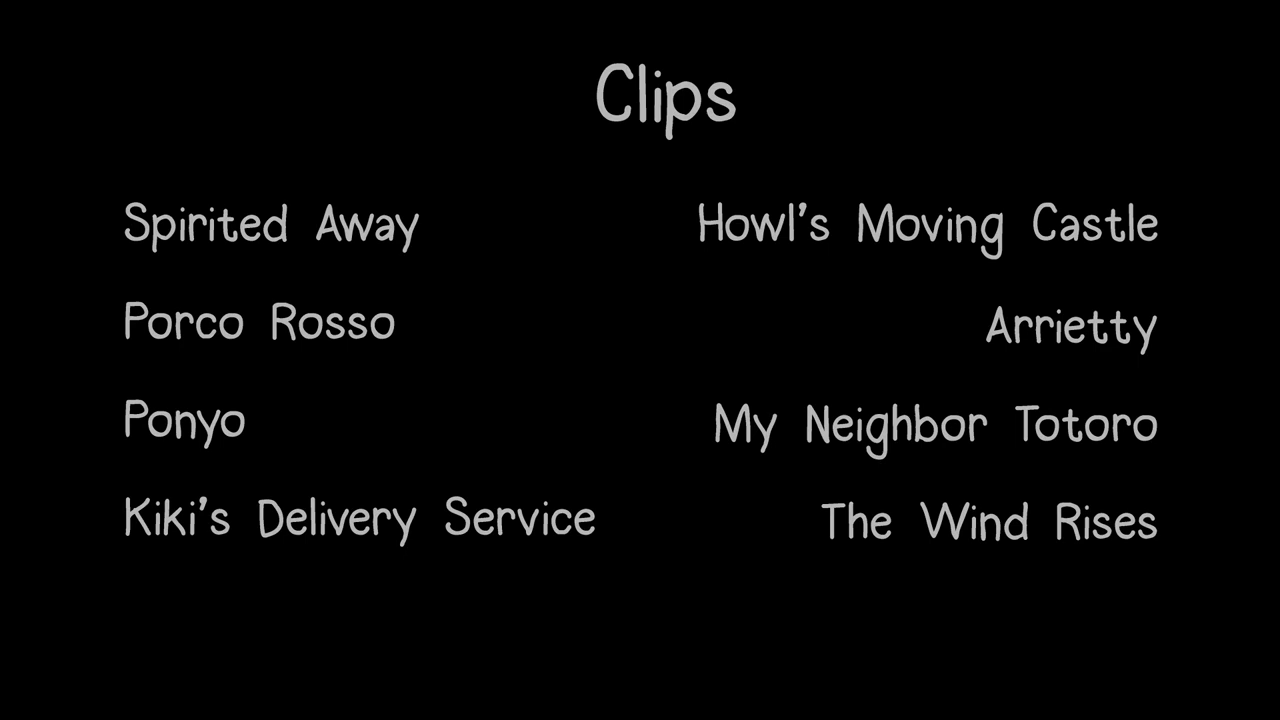 Clips
Spirited Away
Howl's Moving Castle
Porco Rosso
Arrietty
Ponyo
My Neighbor Totoro
Kiki's Delivery Service
The Wind Rises